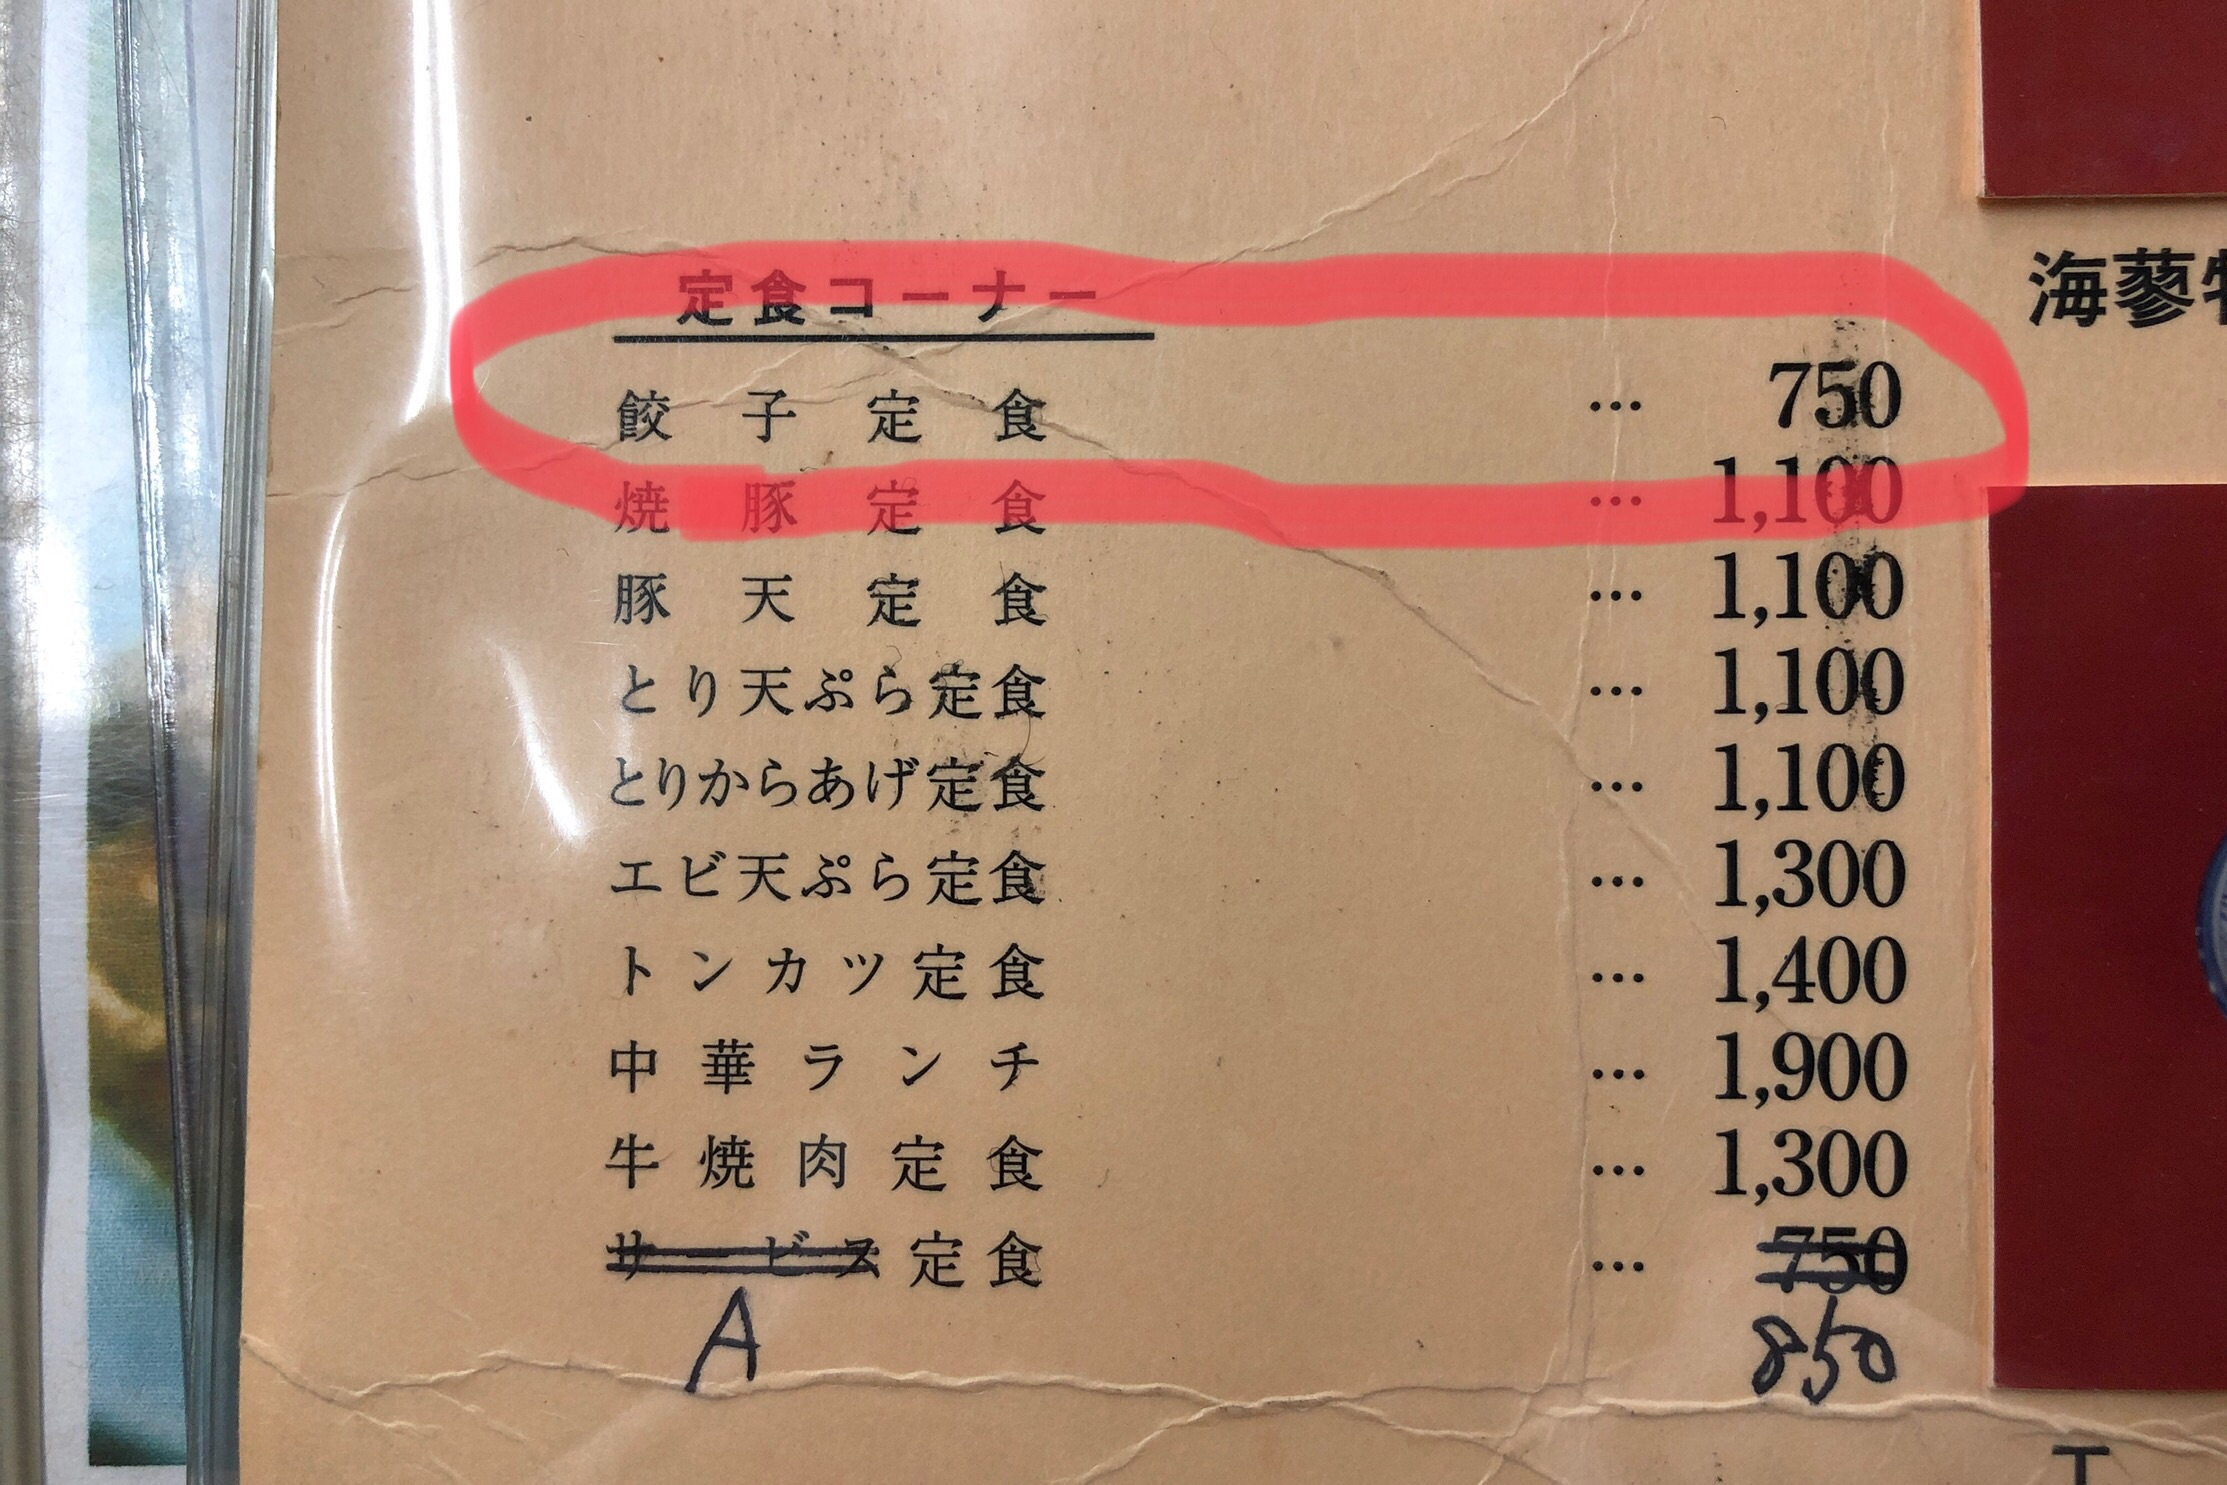 定食コーナー
餃子定食 … 750
焼豚定食 … 1,100
豚天定食 … 1,100
とり天ぷら定食 … 1,100
とりからあげ定食 … 1,100
エビ天ぷら定食 … 1,300
トンカツ定食 … 1,400
中華ランチ … 1,900
牛焼肉定食 … 1,300
サービス定食 … 750
A 850
海蓼